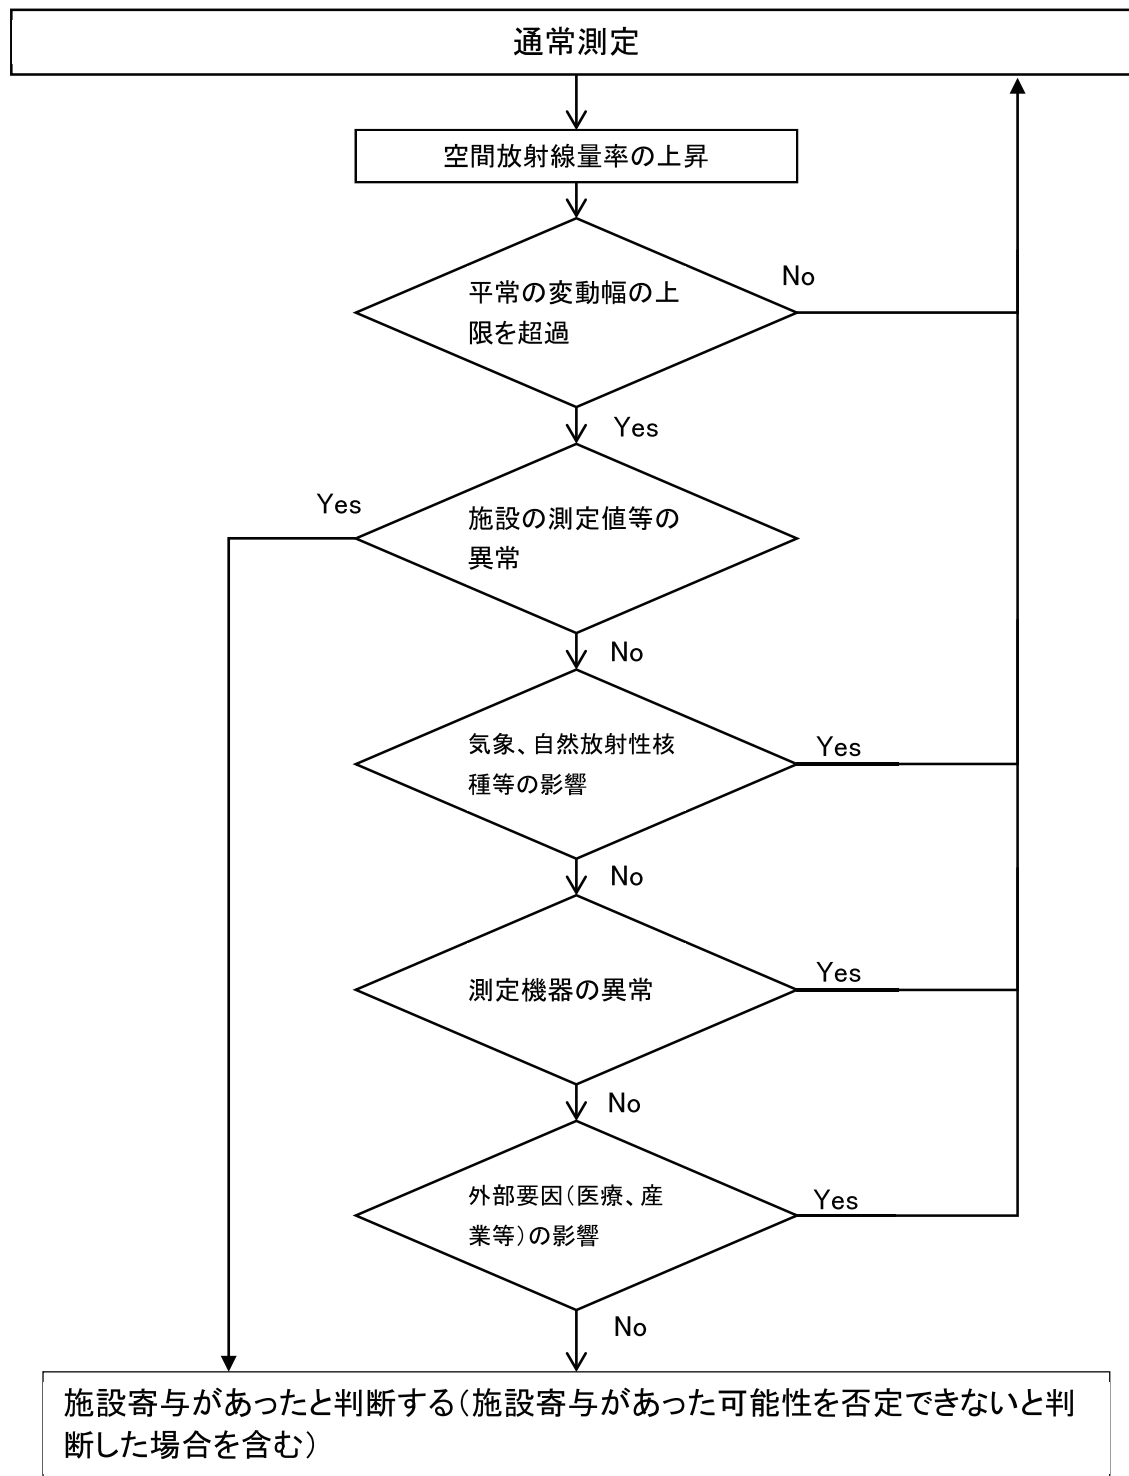 通常測定
空間放射線量率の上昇
No
平常の変動幅の上
限を超過
Yes
Yes
施設の測定値等の
異常
No
気象、自然放射性核
種等の影響
Yes
No
測定機器の異常
Yes
No
外部要因（医療、産
業等）の影響
Yes
No
施設寄与があったと判断する（施設寄与があった可能性を否定できないと判
断した場合を含む）